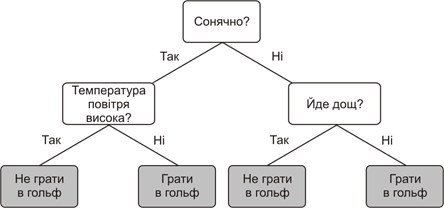 Сонячно?
Так
Ні
Температура
повітря
висока?
Йде дощ?
Так
Ні
Так
Ні
Не грати
в гольф
Грати
в гольф
Не грати
в гольф
Грати
в гольф